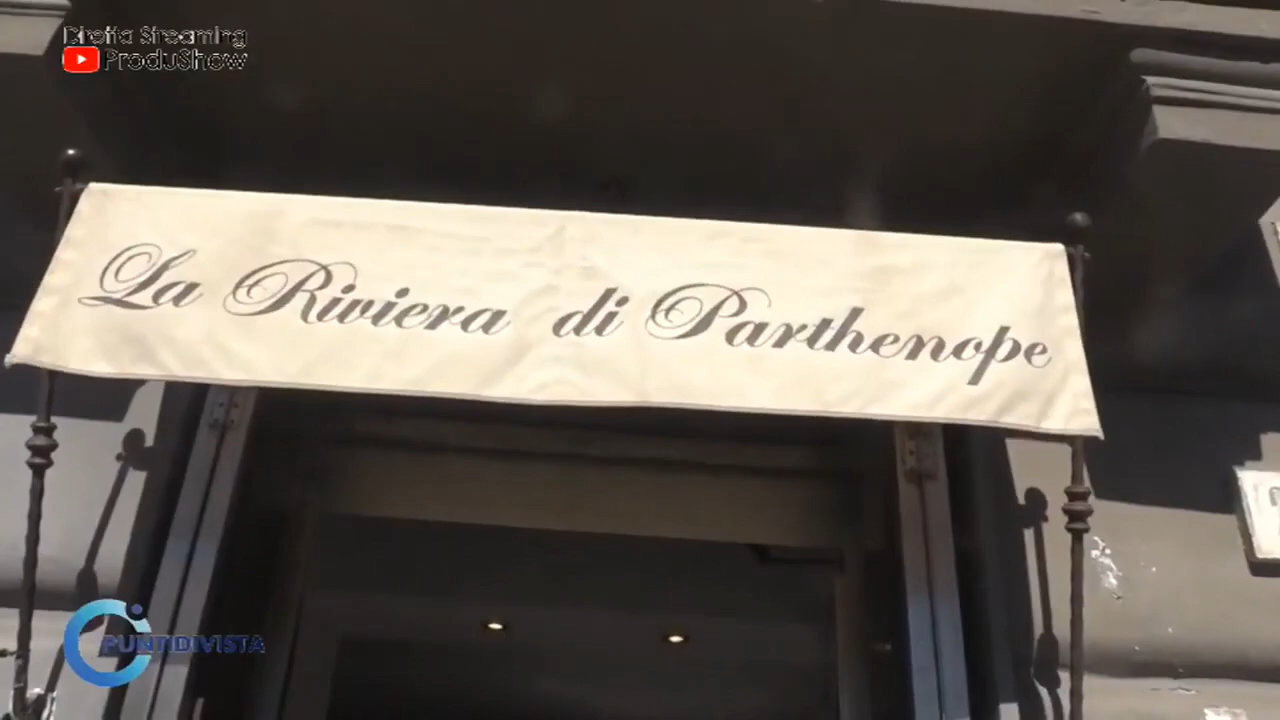 Diretta Streaming
ProduShow
La Riviera di Parthenope
PUNTIDIVISTA